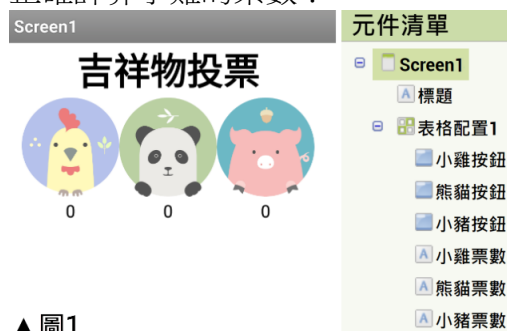 Screen1
吉祥物投票
0 0 0
▲圖1
元件清單
Screen1
標題
表格配置1
小雞按鈕
熊貓按鈕
小豬按鈕
小雞票數
熊貓票數
小豬票數